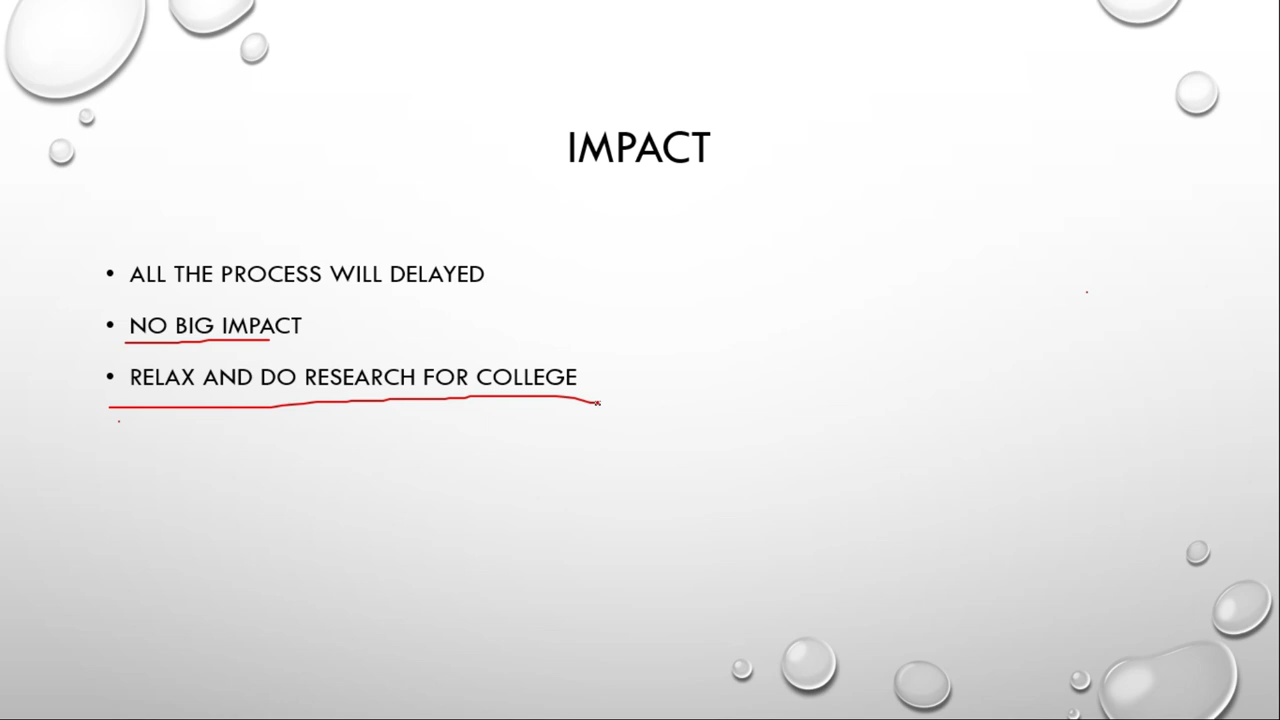 IMPACT
• ALL THE PROCESS WILL DELAYED
• NO BIG IMPACT
• RELAX AND DO RESEARCH FOR COLLEGE